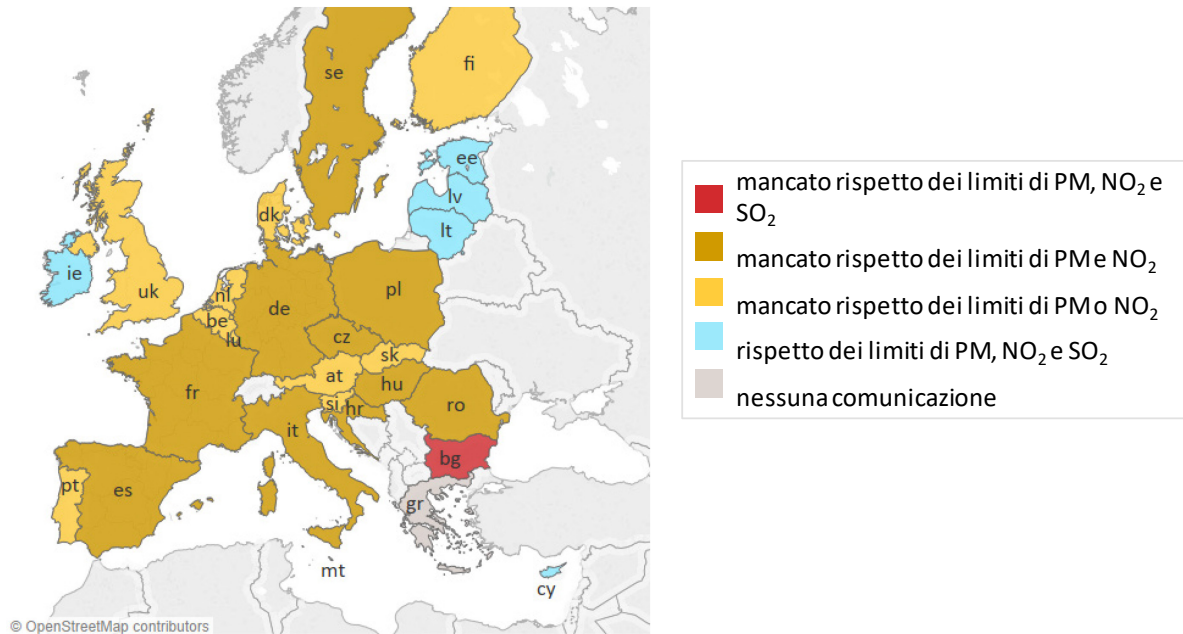 se
fi
ee
lv
lt
dk
ie
uk
nl
be
lu
de
pl
cz
sk
at
hu
fr
si
hr
ro
it
bg
pt
es
gr
mt
cy
© OpenStreetMap contributors
mancato rispetto dei limiti di PM, NO₂ e
SO₂
mancato rispetto dei limiti di PM e NO₂
mancato rispetto dei limiti di PM o NO₂
rispetto dei limiti di PM, NO₂ e SO₂
nessuna comunicazione